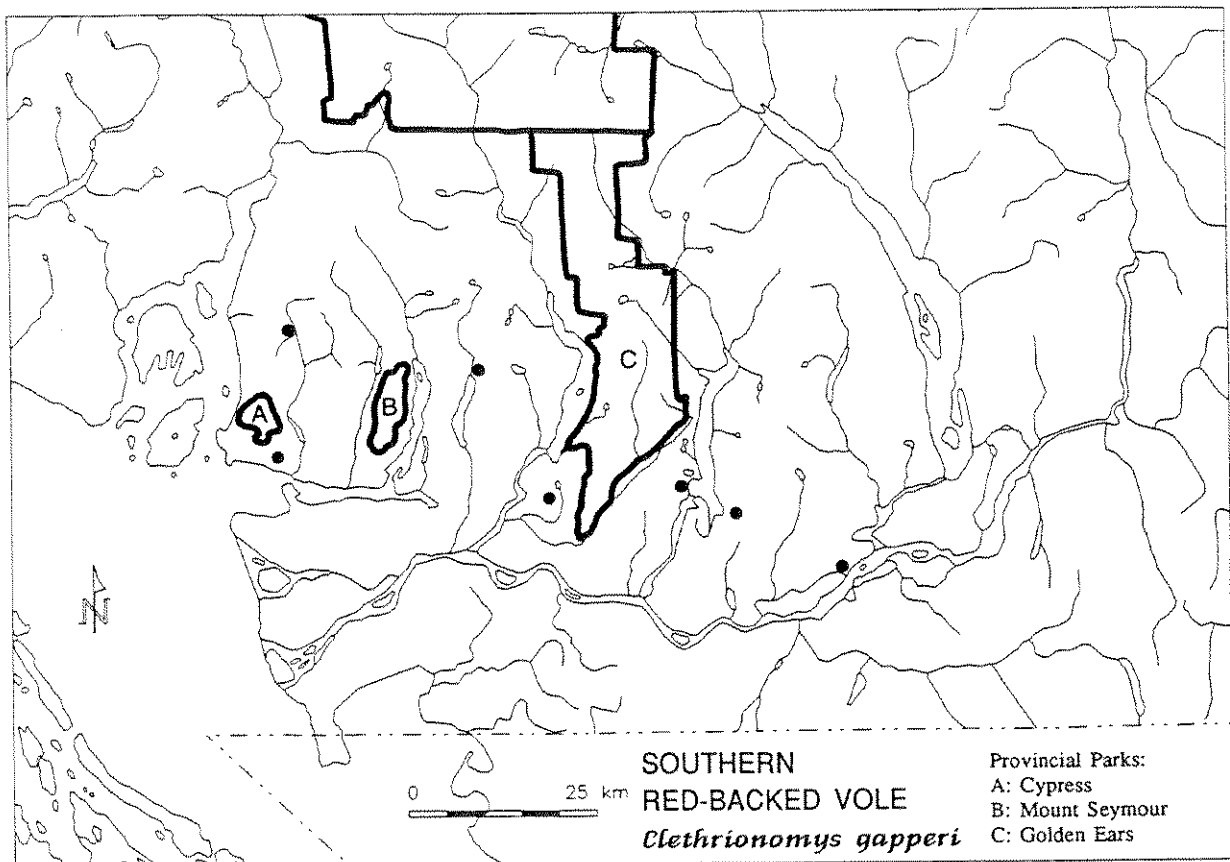 A
B
C
N
0 25 km
SOUTHERN
RED-BACKED VOLE
Clethrionomys gapperi
Provincial Parks:
A: Cypress
B: Mount Seymour
C: Golden Ears